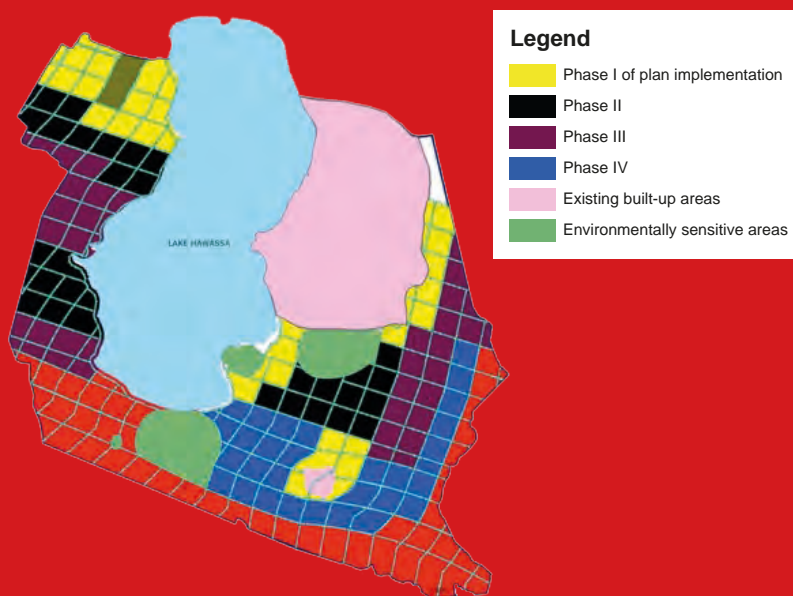 Legend
Phase I of plan implementation
Phase II
Phase III
Phase IV
Existing built-up areas
Environmentally sensitive areas
LAKE HAWASSA